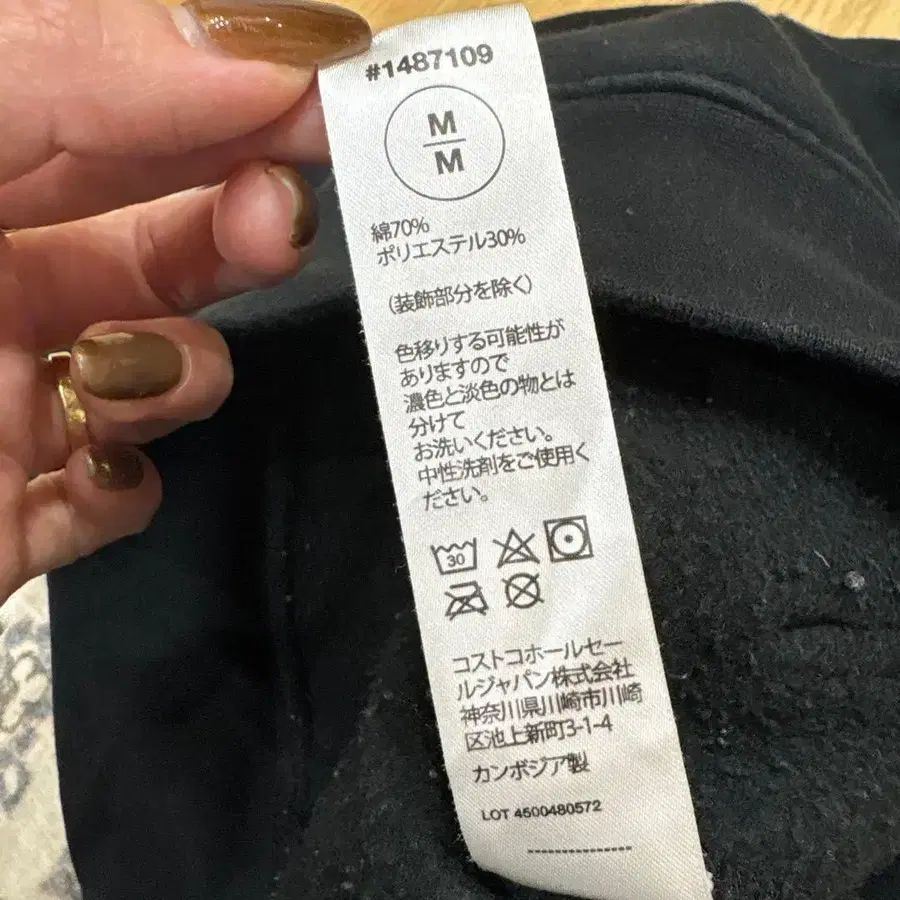 #1487109
M
M
綿70%
ポリエステル30%
(装飾部分を除く)
色移りする可能性が
ありますので
濃色と淡色の物とは
分けて
お洗いください。
中性洗剤をご使用く
ださい。
30
コストコホールセー
ルジャパン株式会社
神奈川県川崎市川崎
区池上新町3-1-4
カンボジア製
LOT 4500480572
---------------